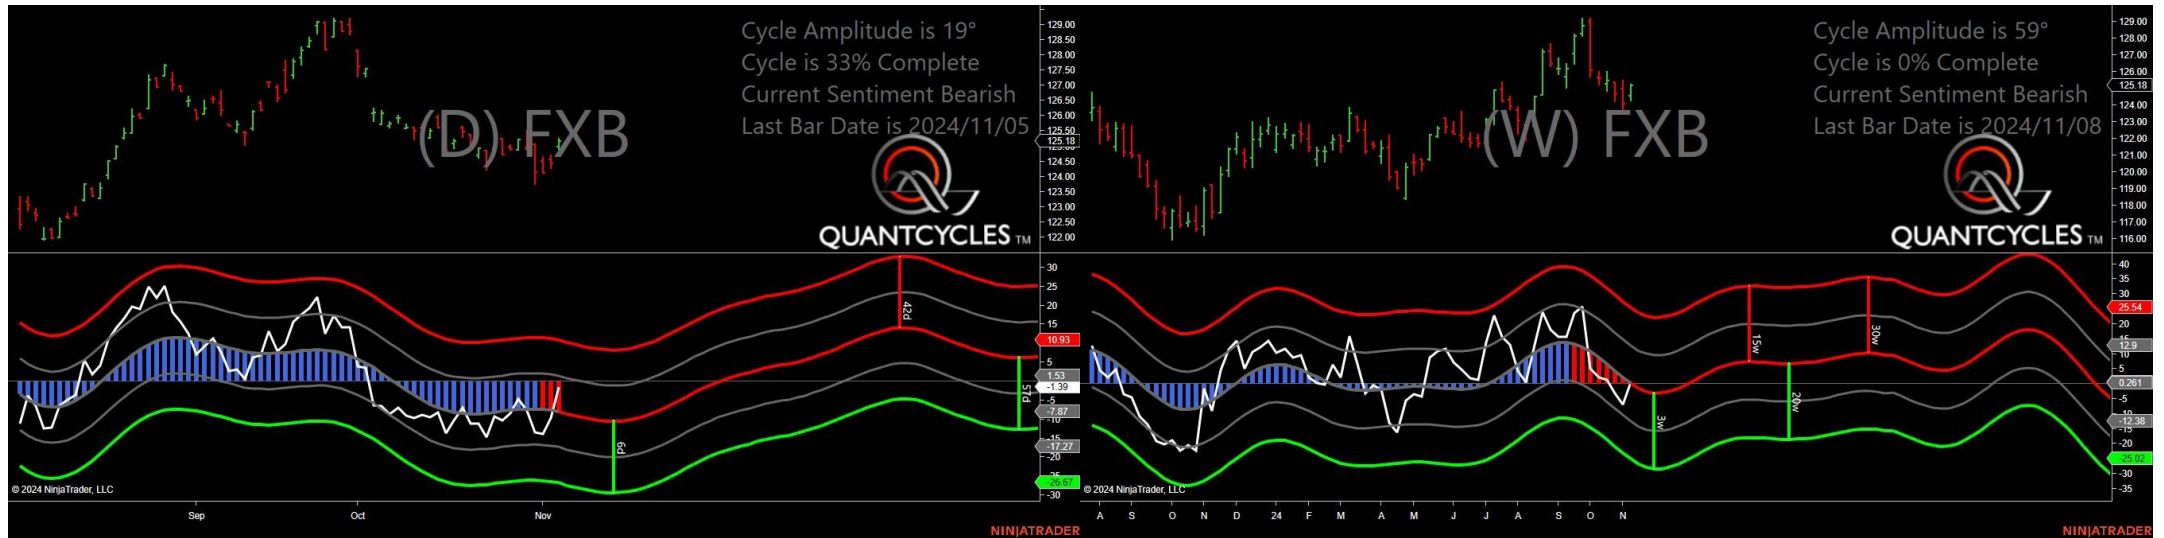 Cycle Amplitude is 19°
Cycle is 33% Complete
Current Sentiment Bearish
Last Bar Date is 2024/11/05
(D) FXB
QUANTCYCLES TM
129.00
128.50
128.00
127.50
127.00
126.50
126.00
125.50
125.18
124.50
124.00
123.50
123.00
122.50
122.00
30
25
20
15
10.93
5
1.53
-1.39
-5
-7.87
-10
-15
-17.27
-20
-26.67
-30
42d
57d
6d
© 2024 NinjaTrader, LLC
Sep
Oct
Nov
NINJATRADER
Cycle Amplitude is 59°
Cycle is 0% Complete
Current Sentiment Bearish
Last Bar Date is 2024/11/08
(W) FXB
QUANTCYCLES TM
129.00
128.00
127.00
126.00
125.18
124.00
123.00
122.00
121.00
120.00
119.00
118.00
117.00
116.00
40
35
30
25.54
20
15
12.9
10
5
0.261
-5
-10
-12.38
-15
-20
-25.02
-30
-35
15w
30w
20w
3w
© 2024 NinjaTrader, LLC
A S O N D 24 F M A M J J A S O N
NINJATRADER